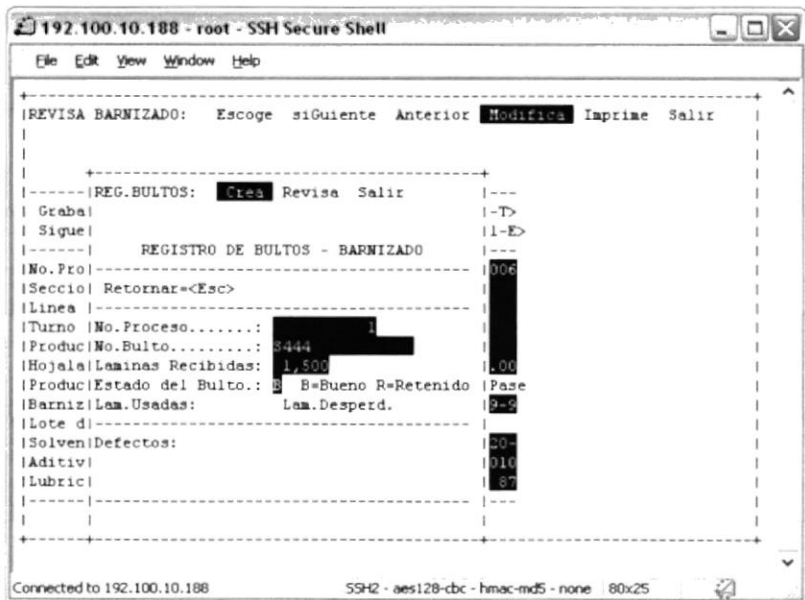 192.100.10.188 - root - SSH Secure Shell
File Edit View Window Help
REVISA BARNIZADO: Escoge siGuiente Anterior Modifica Imprime Salir
REG.BULTOS: Crea Revisa Salir
Graba -T>
Sigue l-E>
REGISTRO DE BULTOS - BARNIZADO
No.Pro 006
Seccio Retornar=<Esc>
Linea
Turno No.Proceso.......: 1
Produc No.Bulto.........: S444
Hojala Laminas Recibidas: 1,500 .00
Produc Estado del Bulto.: B B=Bueno R=Retenido Pase
Barniz Lam.Usadas: Lam.Desperd. 9-9
Lote d
Solven Defectos: 20-
Aditiv 010
Lubric 87
Connected to 192.100.10.188 SSH2 - aes128-cbc - hmac-md5 - none 80x25